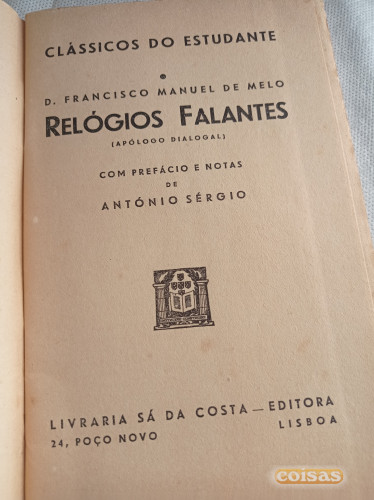 CLÁSSICOS DO ESTUDANTE
D. FRANCISCO MANUEL DE MELO
RELÓGIOS FALANTES
(APÓLOGO DIALOGAL)
COM PREFÁCIO E NOTAS
DE
ANTÓNIO SÉRGIO
LIVRARIA SÁ DA COSTA — EDITORA
24, POÇO NOVO LISBOA
coisas